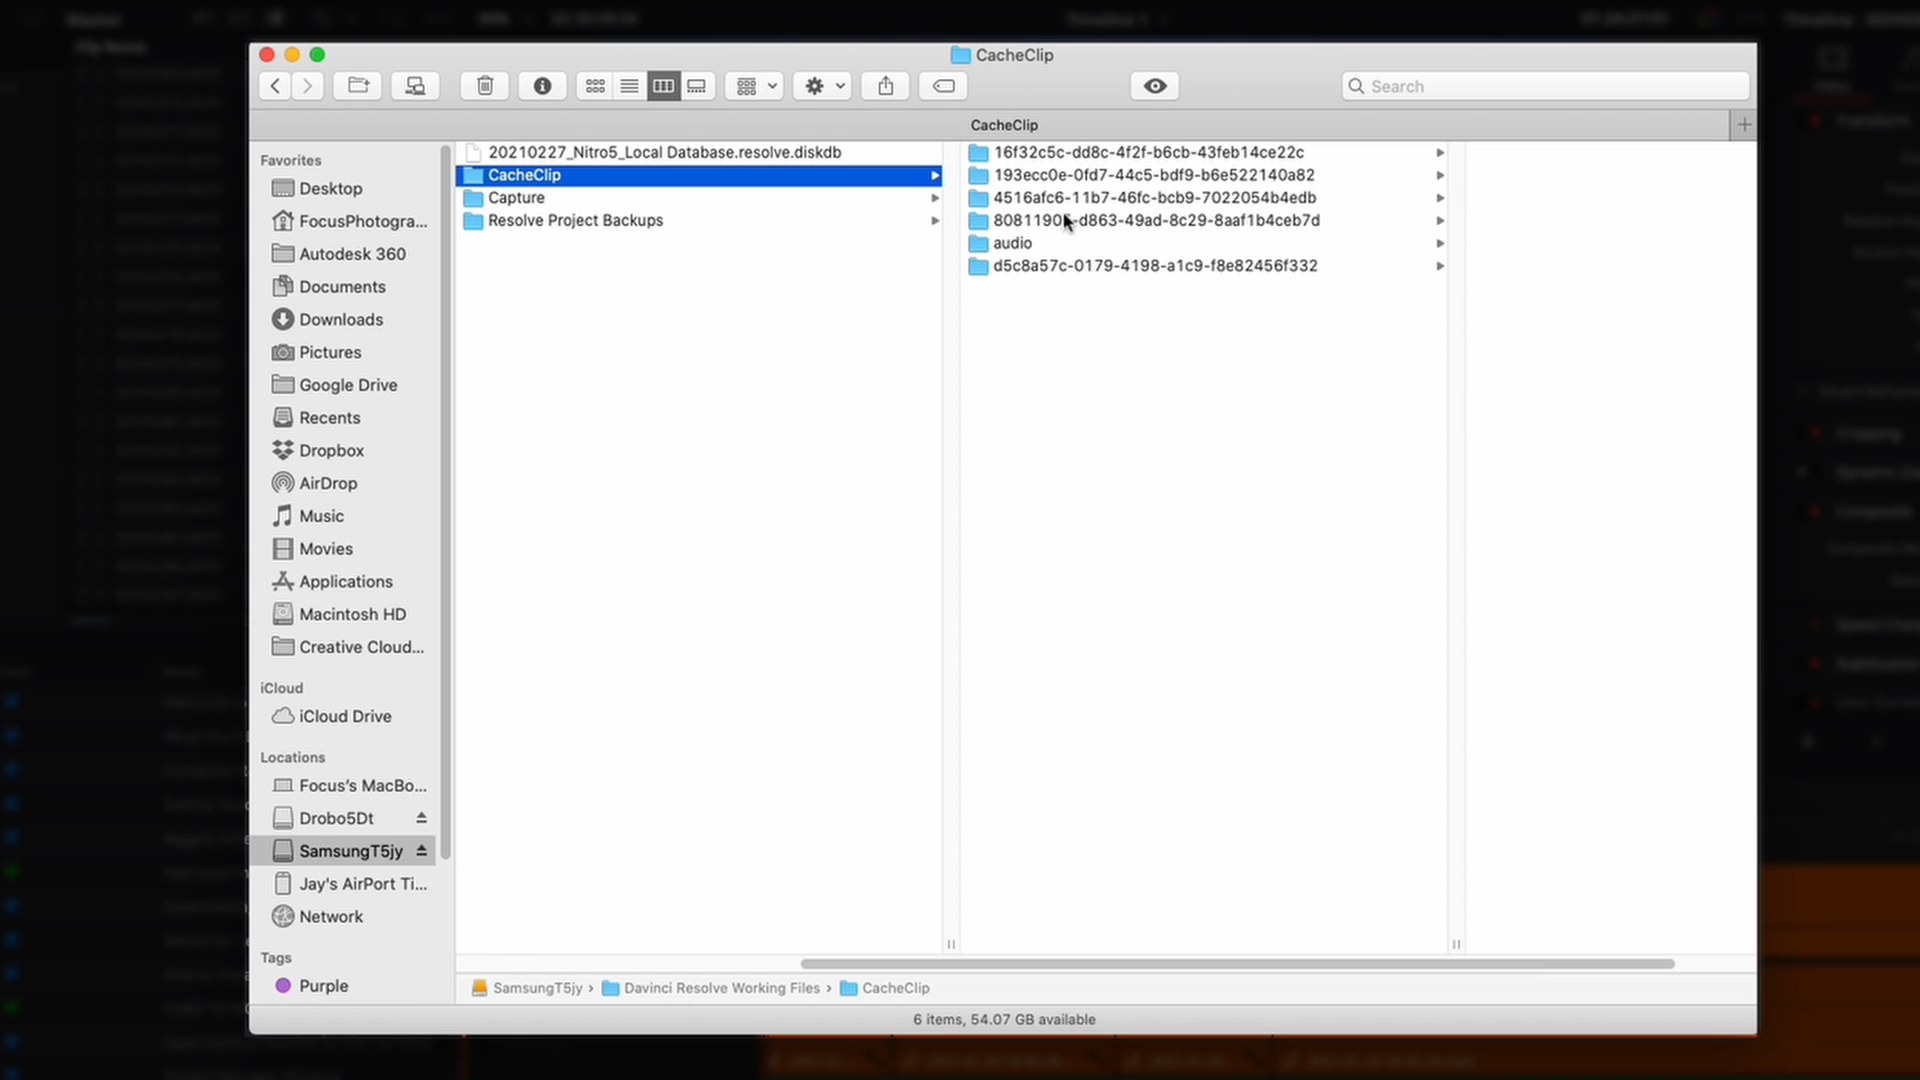 CacheClip
Search
CacheClip
Favorites
Desktop
FocusPhotogra...
Autodesk 360
Documents
Downloads
Pictures
Google Drive
Recents
Dropbox
AirDrop
Music
Movies
Applications
Macintosh HD
Creative Cloud...
iCloud
iCloud Drive
Locations
Focus's MacBo...
Drobo5Dt
SamsungT5jy
Jay's AirPort Ti...
Network
Tags
Purple
20210227_Nitro5_Local Database.resolve.diskdb
CacheClip
Capture
Resolve Project Backups
16f32c5c-dd8c-4f2f-b6cb-43feb14ce22c
193ecc0e-0fd7-44c5-bdf9-b6e522140a82
4516afc6-11b7-46fc-bcb9-7022054b4edb
audio
d5c8a57c-0179-4198-a1c9-f8e82456f332
SamsungT5jy › Davinci Resolve Working Files › CacheClip
6 items, 54.07 GB available